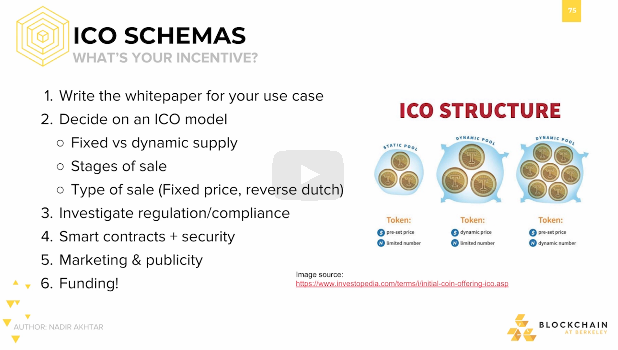 75
ICO SCHEMAS
WHAT'S YOUR INCENTIVE?
1. Write the whitepaper for your use case
2. Decide on an ICO model
○ Fixed vs dynamic supply
○ Stages of sale
○ Type of sale (Fixed price, reverse dutch)
3. Investigate regulation/compliance
4. Smart contracts + security
5. Marketing & publicity
6. Funding!
ICO STRUCTURE
STATIC POOL
DYNAMIC POOL
DYNAMIC POOL
Token:
$ pre-set price
N limited number
Token:
$ dynamic price
N limited number
Token:
$ pre-set price
N dynamic number
Image source:
https://www.investopedia.com/terms/i/initial-coin-offering-ico.asp
AUTHOR: NADIR AKHTAR
BLOCKCHAIN
AT BERKELEY